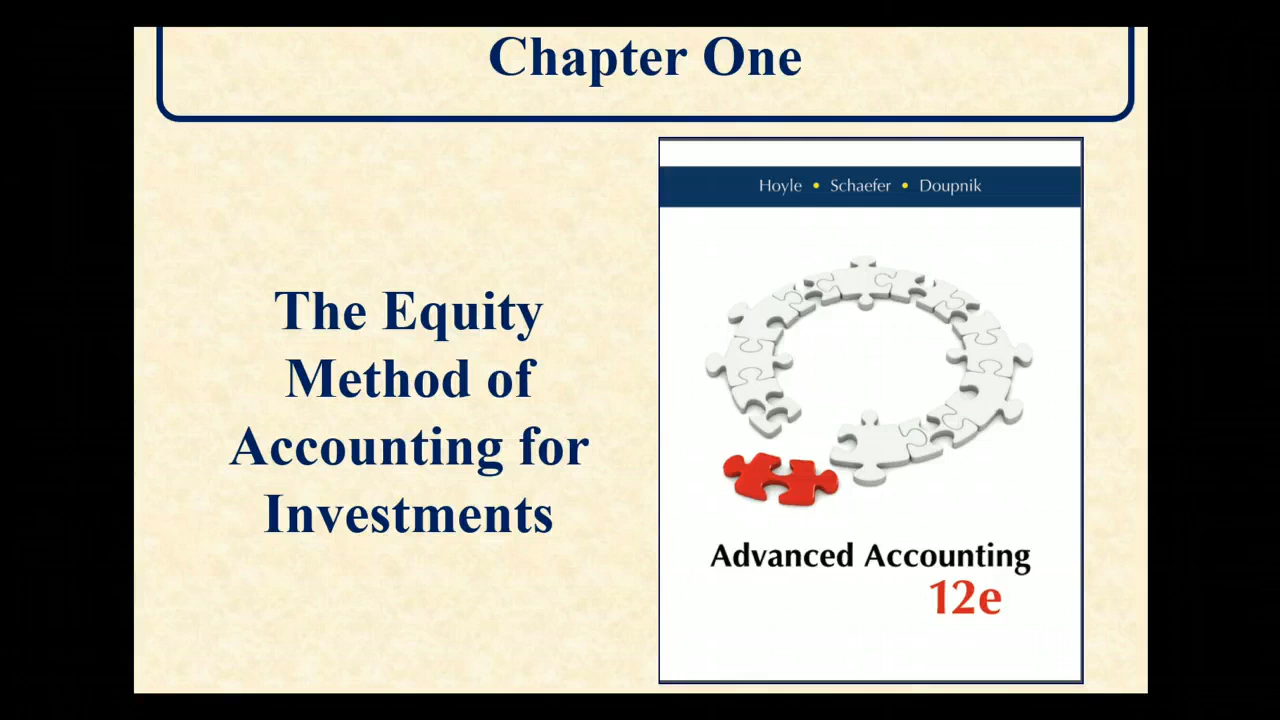 Chapter One
The Equity
Method of
Accounting for
Investments
Hoyle • Schaefer • Doupnik
Advanced Accounting
12e